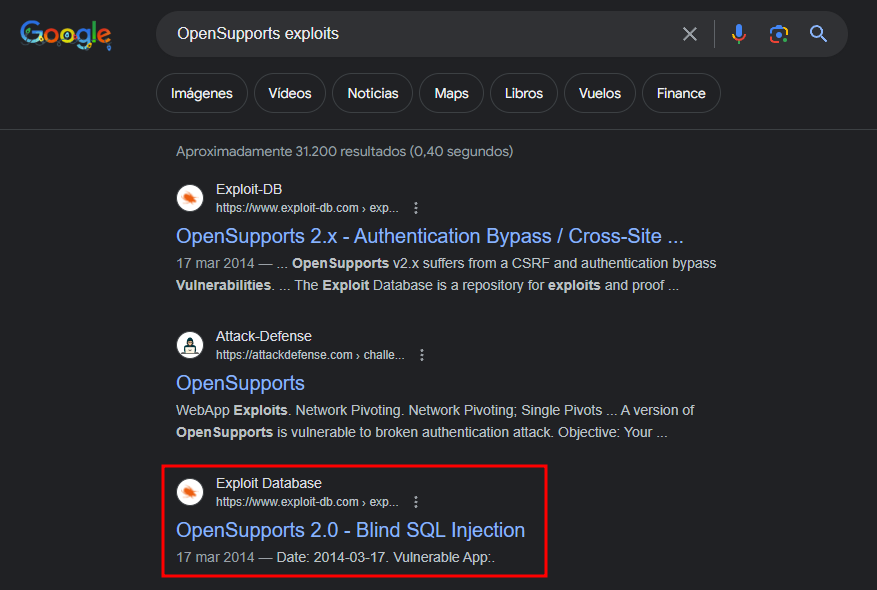 Google
OpenSupports exploits
Imágenes
Vídeos
Noticias
Maps
Libros
Vuelos
Finance
Aproximadamente 31.200 resultados (0,40 segundos)
Exploit-DB
https://www.exploit-db.com › exp...
OpenSupports 2.x - Authentication Bypass / Cross-Site ...
17 mar 2014 — ... OpenSupports v2.x suffers from a CSRF and authentication bypass
Vulnerabilities. ... The Exploit Database is a repository for exploits and proof ...
Attack-Defense
https://attackdefense.com › challe...
OpenSupports
WebApp Exploits. Network Pivoting. Network Pivoting; Single Pivots ... A version of
OpenSupports is vulnerable to broken authentication attack. Objective: Your ...
Exploit Database
https://www.exploit-db.com › exp...
OpenSupports 2.0 - Blind SQL Injection
17 mar 2014 — Date: 2014-03-17. Vulnerable App:.